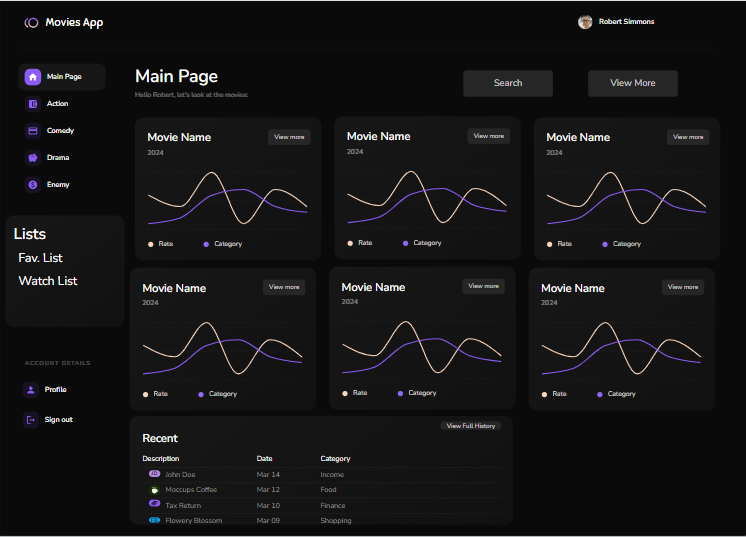 Movies App
Robert Simmons
Main Page
Action
Comedy
Drama
Enemy
Lists
Fav. List
Watch List
ACCOUNT DETAILS
Profile
Sign out
Main Page
Hello Robert, let's look at the movies:
Search
View More
Movie Name
View more
2024
Rate
Category
Movie Name
View more
2024
Rate
Category
Movie Name
View more
2024
Rate
Category
Movie Name
View more
2024
Rate
Category
Movie Name
View more
2024
Rate
Category
Movie Name
View more
2024
Rate
Category
View Full History
Recent
Description Date Category
John Doe Mar 14 Income
Moccups Coffee Mar 12 Food
Tax Return Mar 10 Finance
Flowery Blossom Mar 09 Shopping